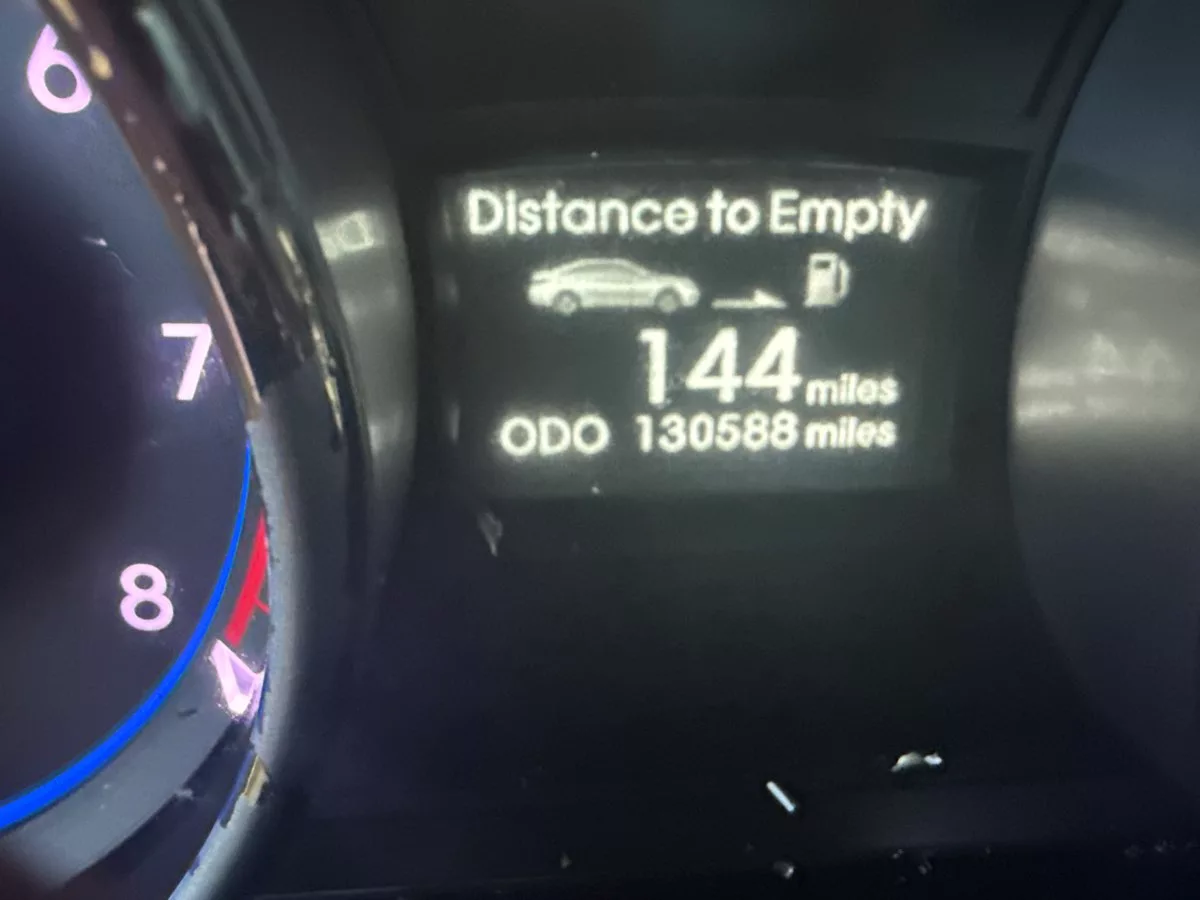 6
Distance to Empty
144 miles
7
ODO 130588 miles
8